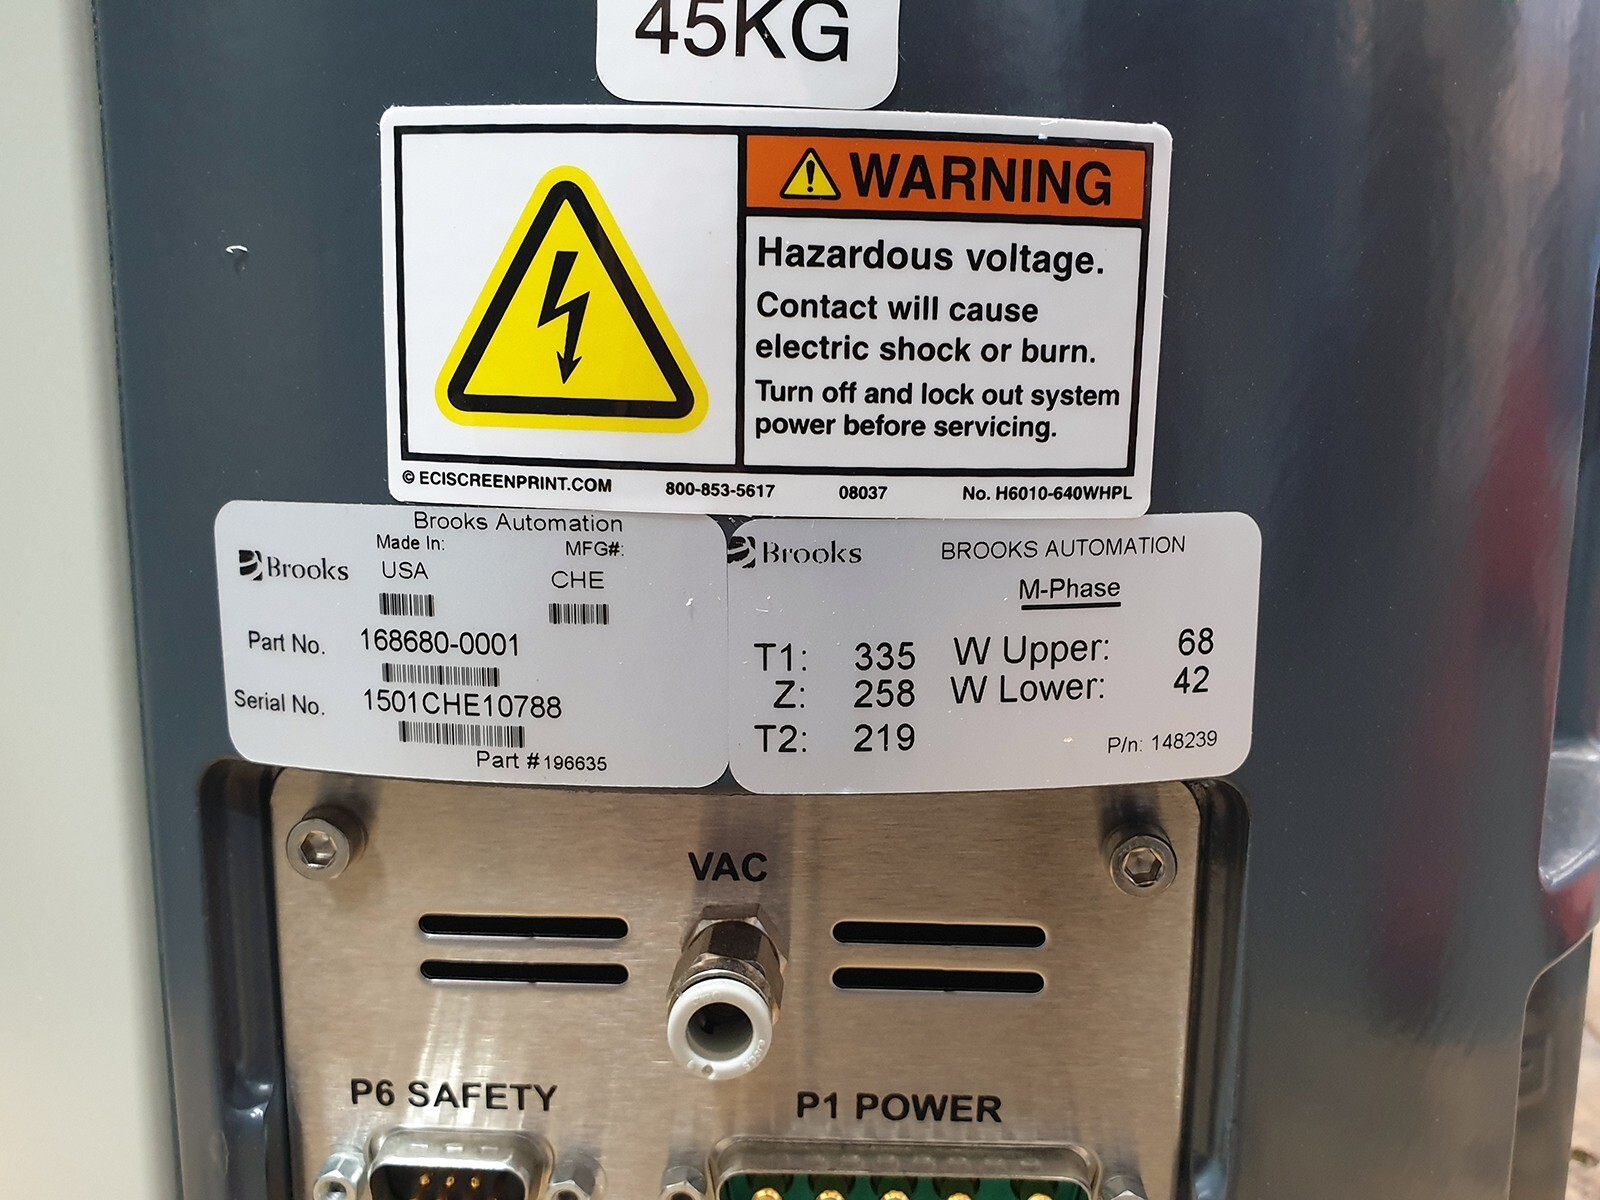 45KG
WARNING
Hazardous voltage.
Contact will cause
electric shock or burn.
Turn off and lock out system
power before servicing.
© ECISCREENPRINT.COM 800-853-5617 08037 No. H6010-640WHPL
Brooks Automation
Brooks
Made In: MFG#:
USA CHE
Part No. 168680-0001
Serial No. 1501CHE10788
Part # 196635
Brooks BROOKS AUTOMATION
M-Phase
T1: 335 W Upper: 68
Z: 258 W Lower: 42
T2: 219
P/n: 148239
VAC
P6 SAFETY P1 POWER